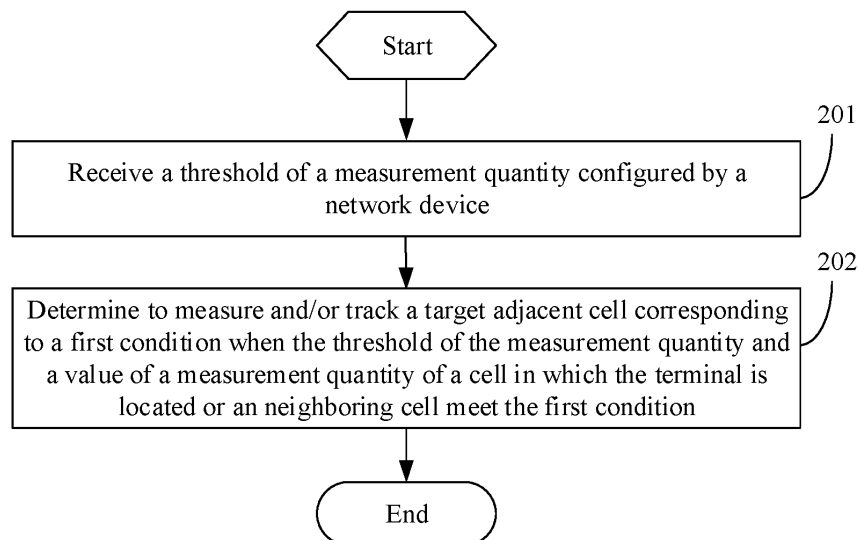 Start
201
Receive a threshold of a measurement quantity configured by a
network device
202
Determine to measure and/or track a target adjacent cell corresponding
to a first condition when the threshold of the measurement quantity and
a value of a measurement quantity of a cell in which the terminal is
located or an neighboring cell meet the first condition
End